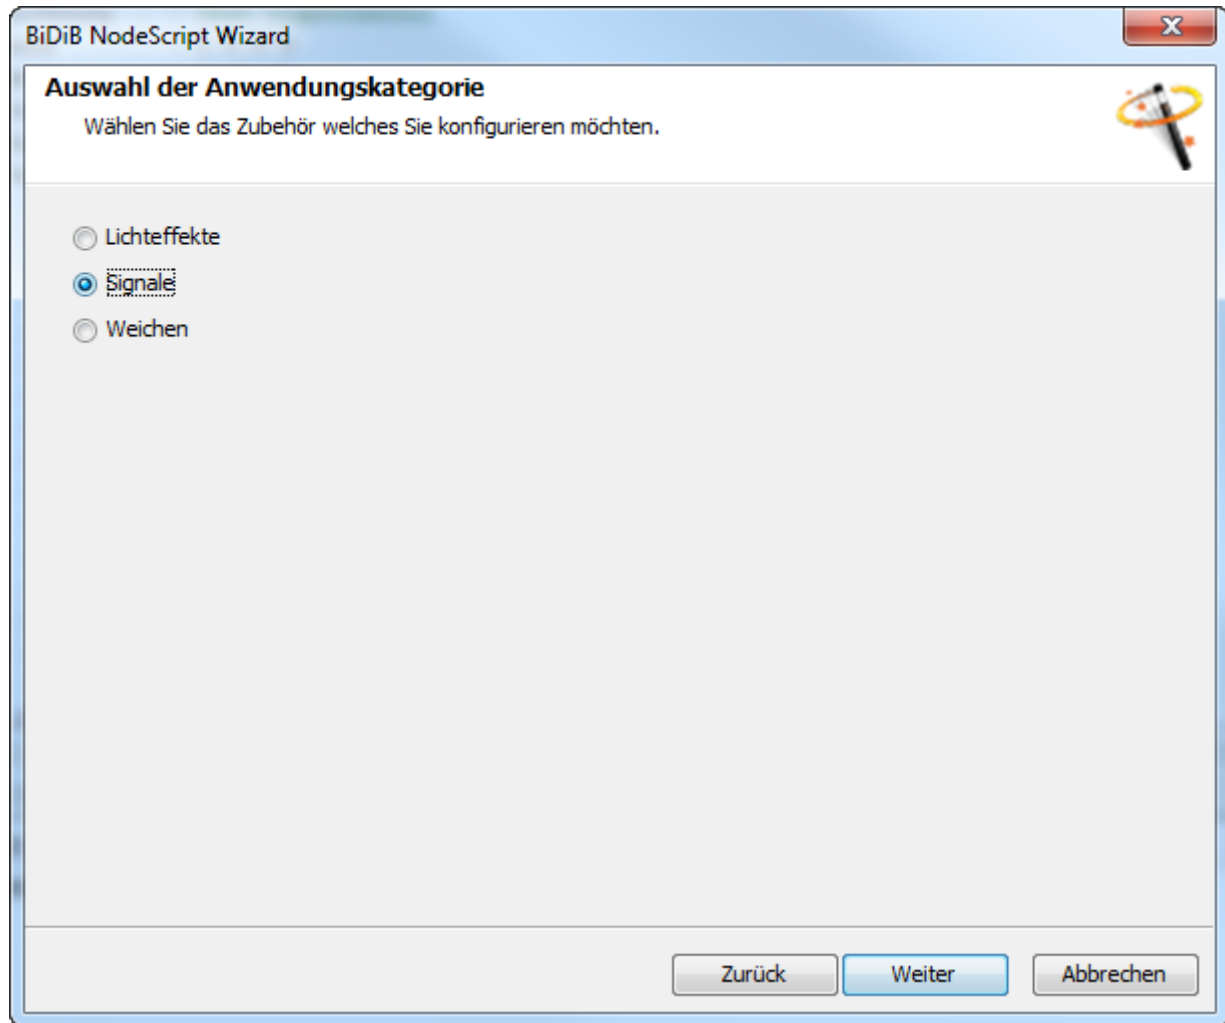 BiDiB NodeScript Wizard
Auswahl der Anwendungskategorie
Wählen Sie das Zubehör welches Sie konfigurieren möchten.
Lichteffekte
Signale
Weichen
Zurück Weiter Abbrechen